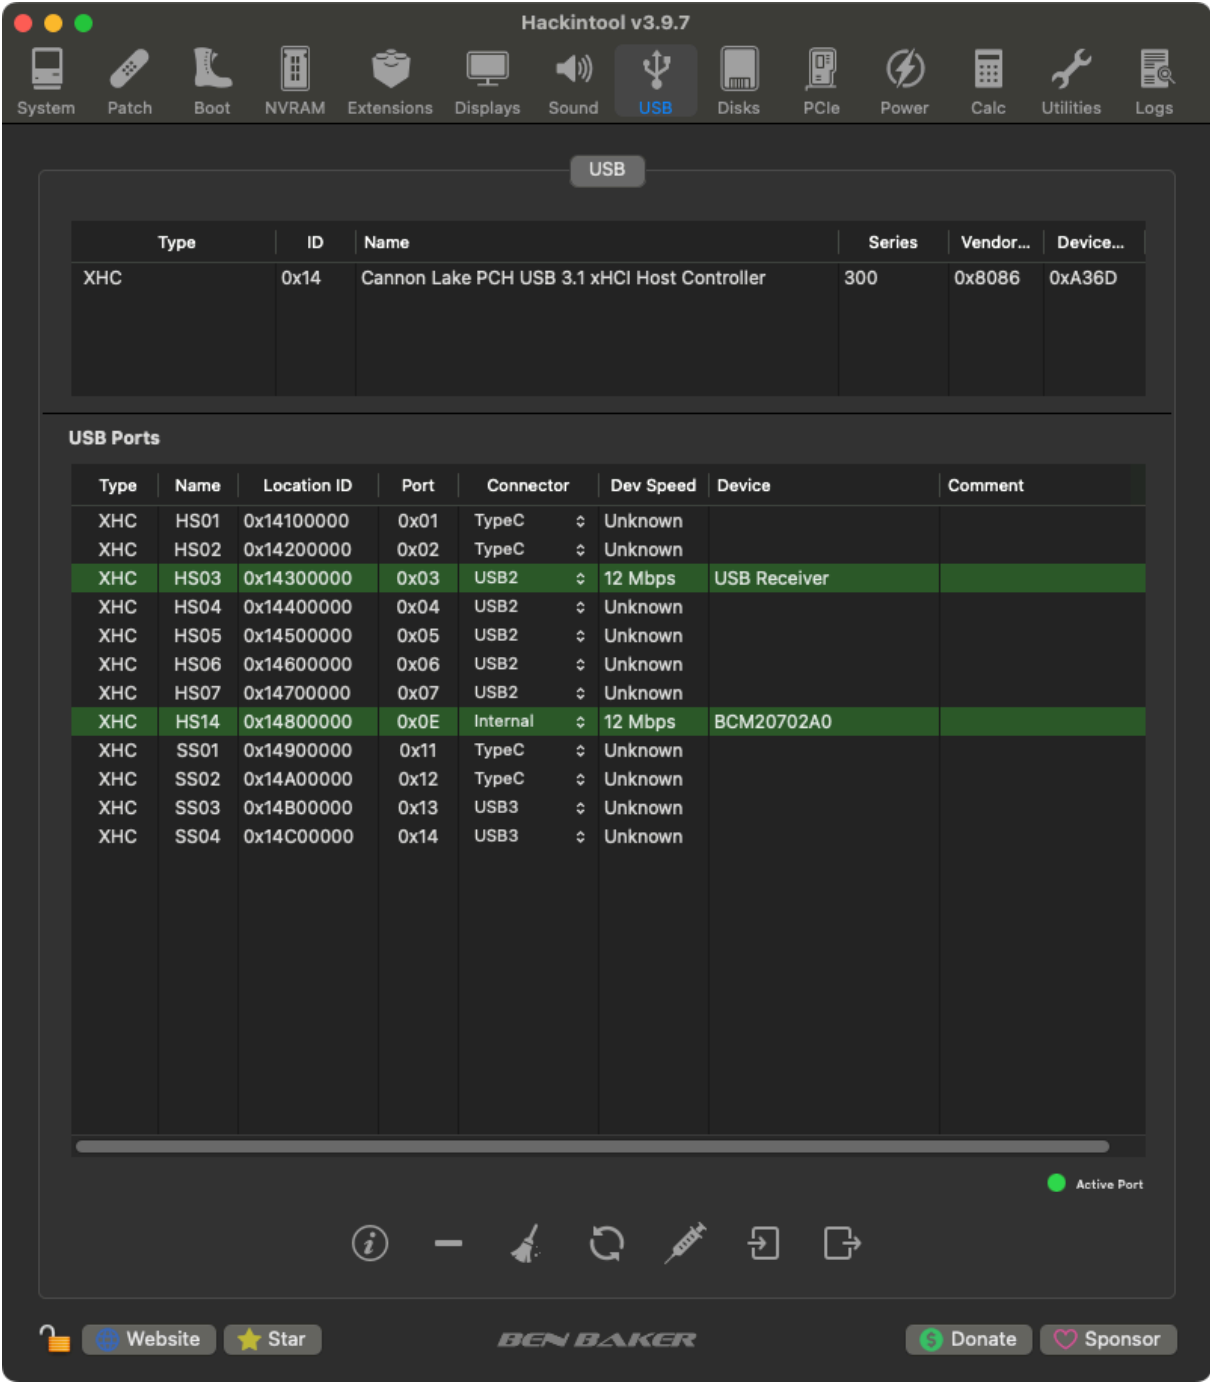 Hackintool v3.9.7
System Patch Boot NVRAM Extensions Displays Sound USB Disks PCIe Power Calc Utilities Logs
USB
Type ID Name Series Vendor... Device...
XHC 0x14 Cannon Lake PCH USB 3.1 xHCI Host Controller 300 0x8086 0xA36D
USB Ports
Type Name Location ID Port Connector Dev Speed Device Comment
XHC HS01 0x14100000 0x01 TypeC Unknown
XHC HS02 0x14200000 0x02 TypeC Unknown
XHC HS03 0x14300000 0x03 USB2 12 Mbps USB Receiver
XHC HS04 0x14400000 0x04 USB2 Unknown
XHC HS05 0x14500000 0x05 USB2 Unknown
XHC HS06 0x14600000 0x06 USB2 Unknown
XHC HS07 0x14700000 0x07 USB2 Unknown
XHC HS14 0x14800000 0x0E Internal 12 Mbps BCM20702A0
XHC SS01 0x14900000 0x11 TypeC Unknown
XHC SS02 0x14A00000 0x12 TypeC Unknown
XHC SS03 0x14B00000 0x13 USB3 Unknown
XHC SS04 0x14C00000 0x14 USB3 Unknown
Active Port
Website Star BEN BAKER Donate Sponsor